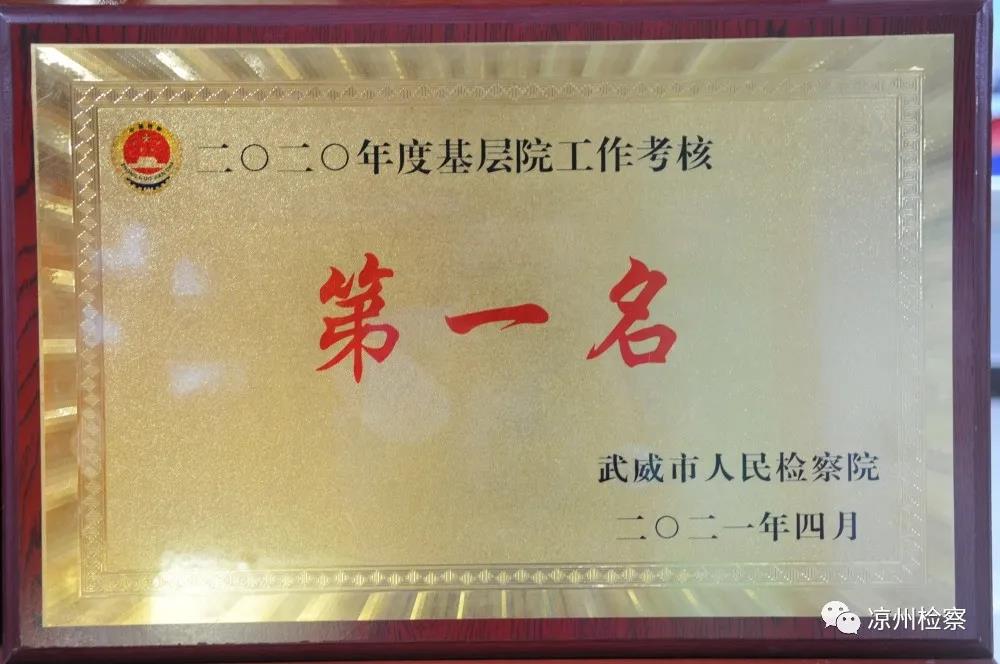 二〇二〇年度基层院工作考核
第一名
武威市人民检察院
二〇二一年四月
凉州检察